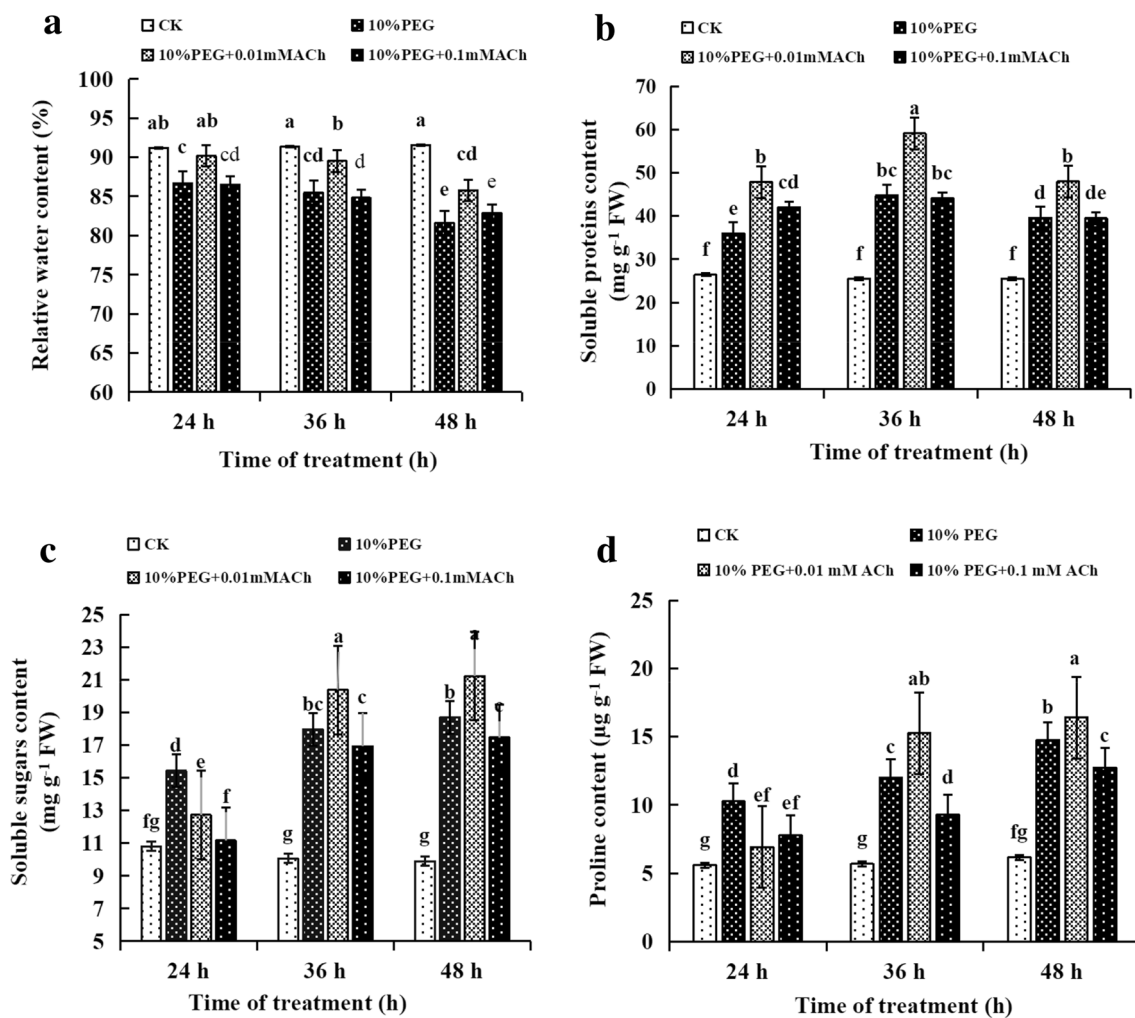 a
CK 10%PEG
10%PEG+0.01mMACh 10%PEG+0.1mMACh
Relative water content (%)
100
95
90
85
80
75
70
65
60
ab c ab cd a cd b d a e cd e
24 h 36 h 48 h
Time of treatment (h)
b
CK 10%PEG
10%PEG+0.01mMACh 10%PEG+0.1mMACh
Soluble proteins content
(mg g-1 FW)
70
60
50
40
30
20
10
0
f e b cd f bc a bc f d b de
24 h 36 h 48 h
Time of treatment (h)
c
CK 10%PEG
10%PEG+0.01mMACh 10%PEG+0.1mMACh
Soluble sugars content
(mg g-1 FW)
25
23
21
19
17
15
13
11
9
7
5
fg d e f g bc a c g b a c
24 h 36 h 48 h
Time of treatment (h)
d
CK 10% PEG
10% PEG+0.01 mM ACh 10% PEG+0.1 mM ACh
Proline content (µg g-1 FW)
25
20
15
10
5
0
g d ef ef g c ab d fg b a c
24 h 36 h 48 h
Time of treatment (h)